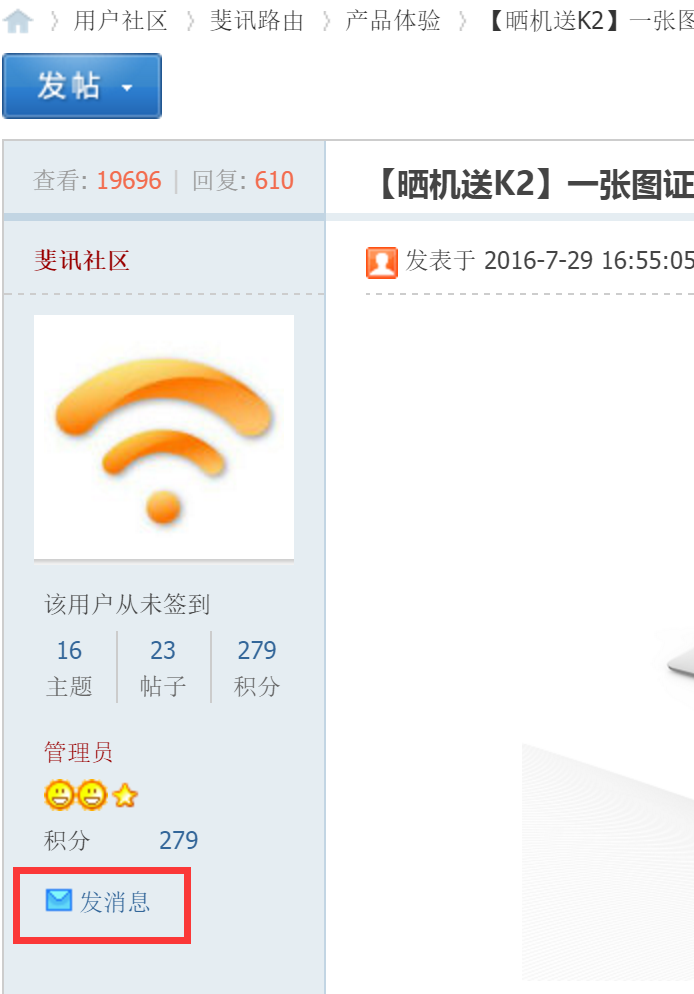 用户社区 斐讯路由 产品体验 【晒机送K2】一张图
发帖
查看: 19696 | 回复: 610
【晒机送K2】一张图证
斐讯社区
发表于 2016-7-29 16:55:05
该用户从未签到
16 23 279
主题 帖子 积分
管理员
积分 279
发消息